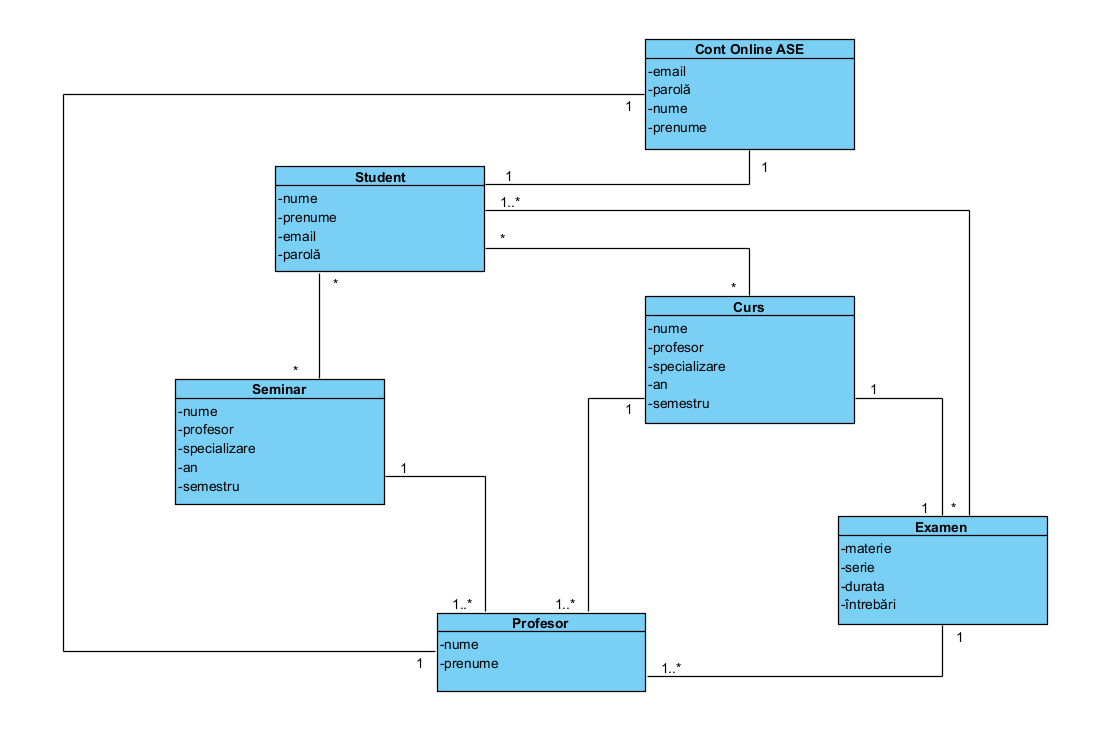 Cont Online ASE
-email
-parolă
-nume
-prenume
1
1
1
Student
-nume
-prenume
-email
-parolă
1..*
*
*
*
*
Curs
-nume
-profesor
-specializare
-an
-semestru
1
1
Seminar
-nume
-profesor
-specializare
-an
-semestru
1
1
*
Examen
-materie
-serie
-durata
-întrebări
1
1..*
1..*
Profesor
-nume
-prenume
1
1..*